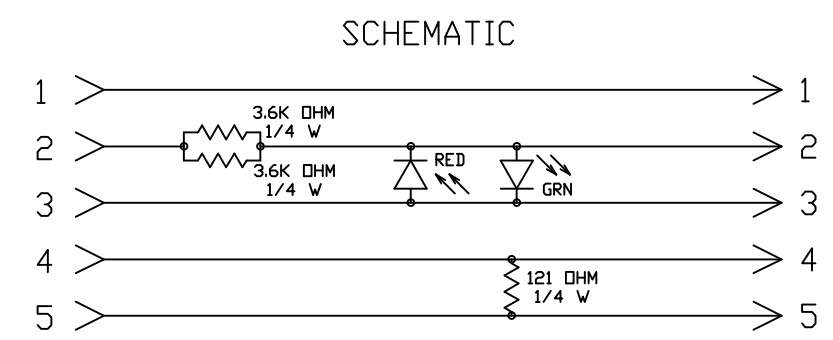 SCHEMATIC
1
1
3.6K OHM
1/4 W
2
2
3.6K OHM
1/4 W
RED
GRN
3
3
4
4
121 OHM
1/4 W
5
5